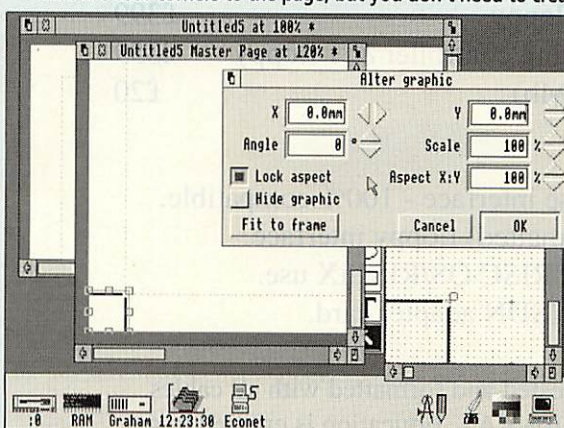 Untitled5 at 100% *
Untitled5 Master Page at 120% *
Alter graphic
X 0.0mm Y 0.0mm
Angle 0 ° Scale 100 %
Lock aspect Aspect X:Y 100 %
Hide graphic
Fit to frame Cancel OK
:0 RAM Graham 12:23:30 Econet